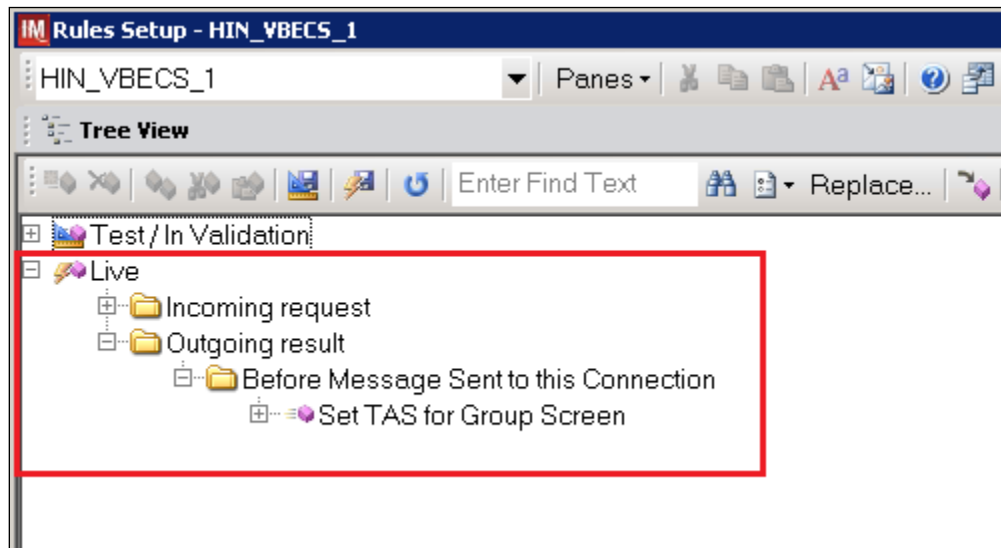 IM Rules Setup - HIN_VBECS_1
HIN_VBECS_1 Panes Aa ?
Tree View
Enter Find Text Replace...
Test / In Validation
Live
Incoming request
Outgoing result
Before Message Sent to this Connection
Set TAS for Group Screen